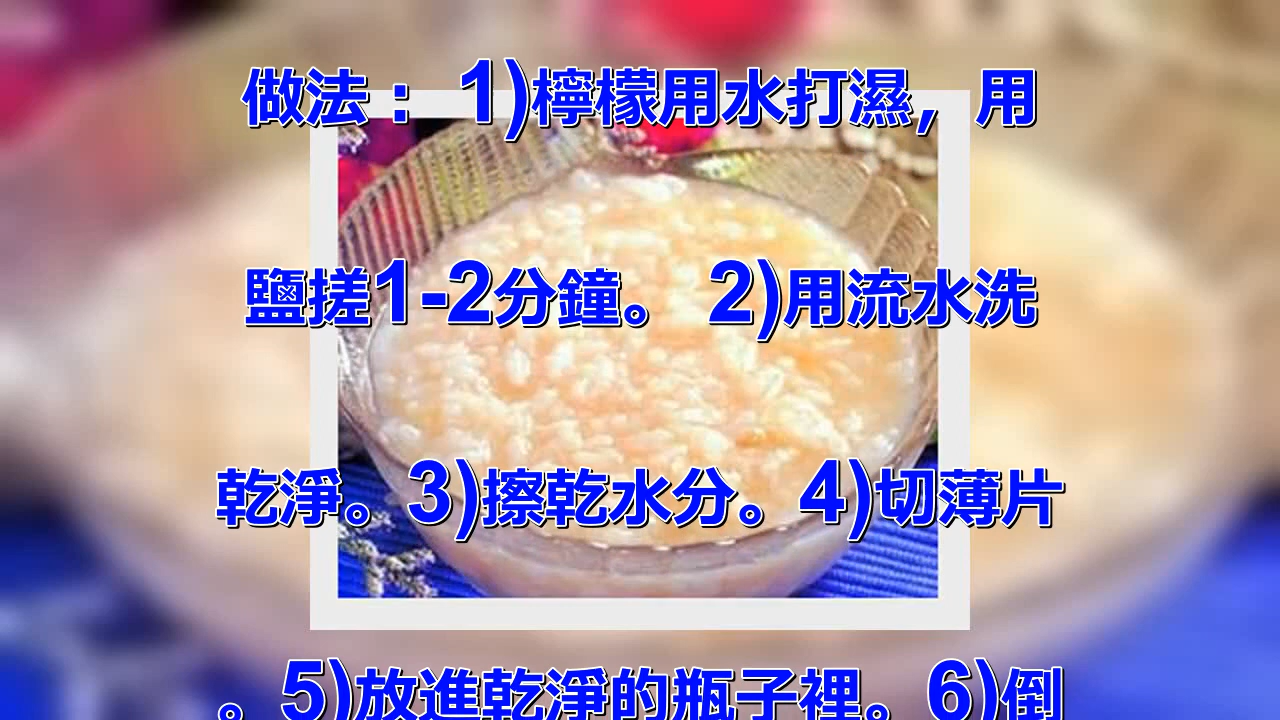 做法： 1)檸檬用水打濕，用
鹽搓1-2分鐘。 2)用流水洗
乾淨。3)擦乾水分。4)切薄片
。5)放進乾淨的瓶子裡。6)倒